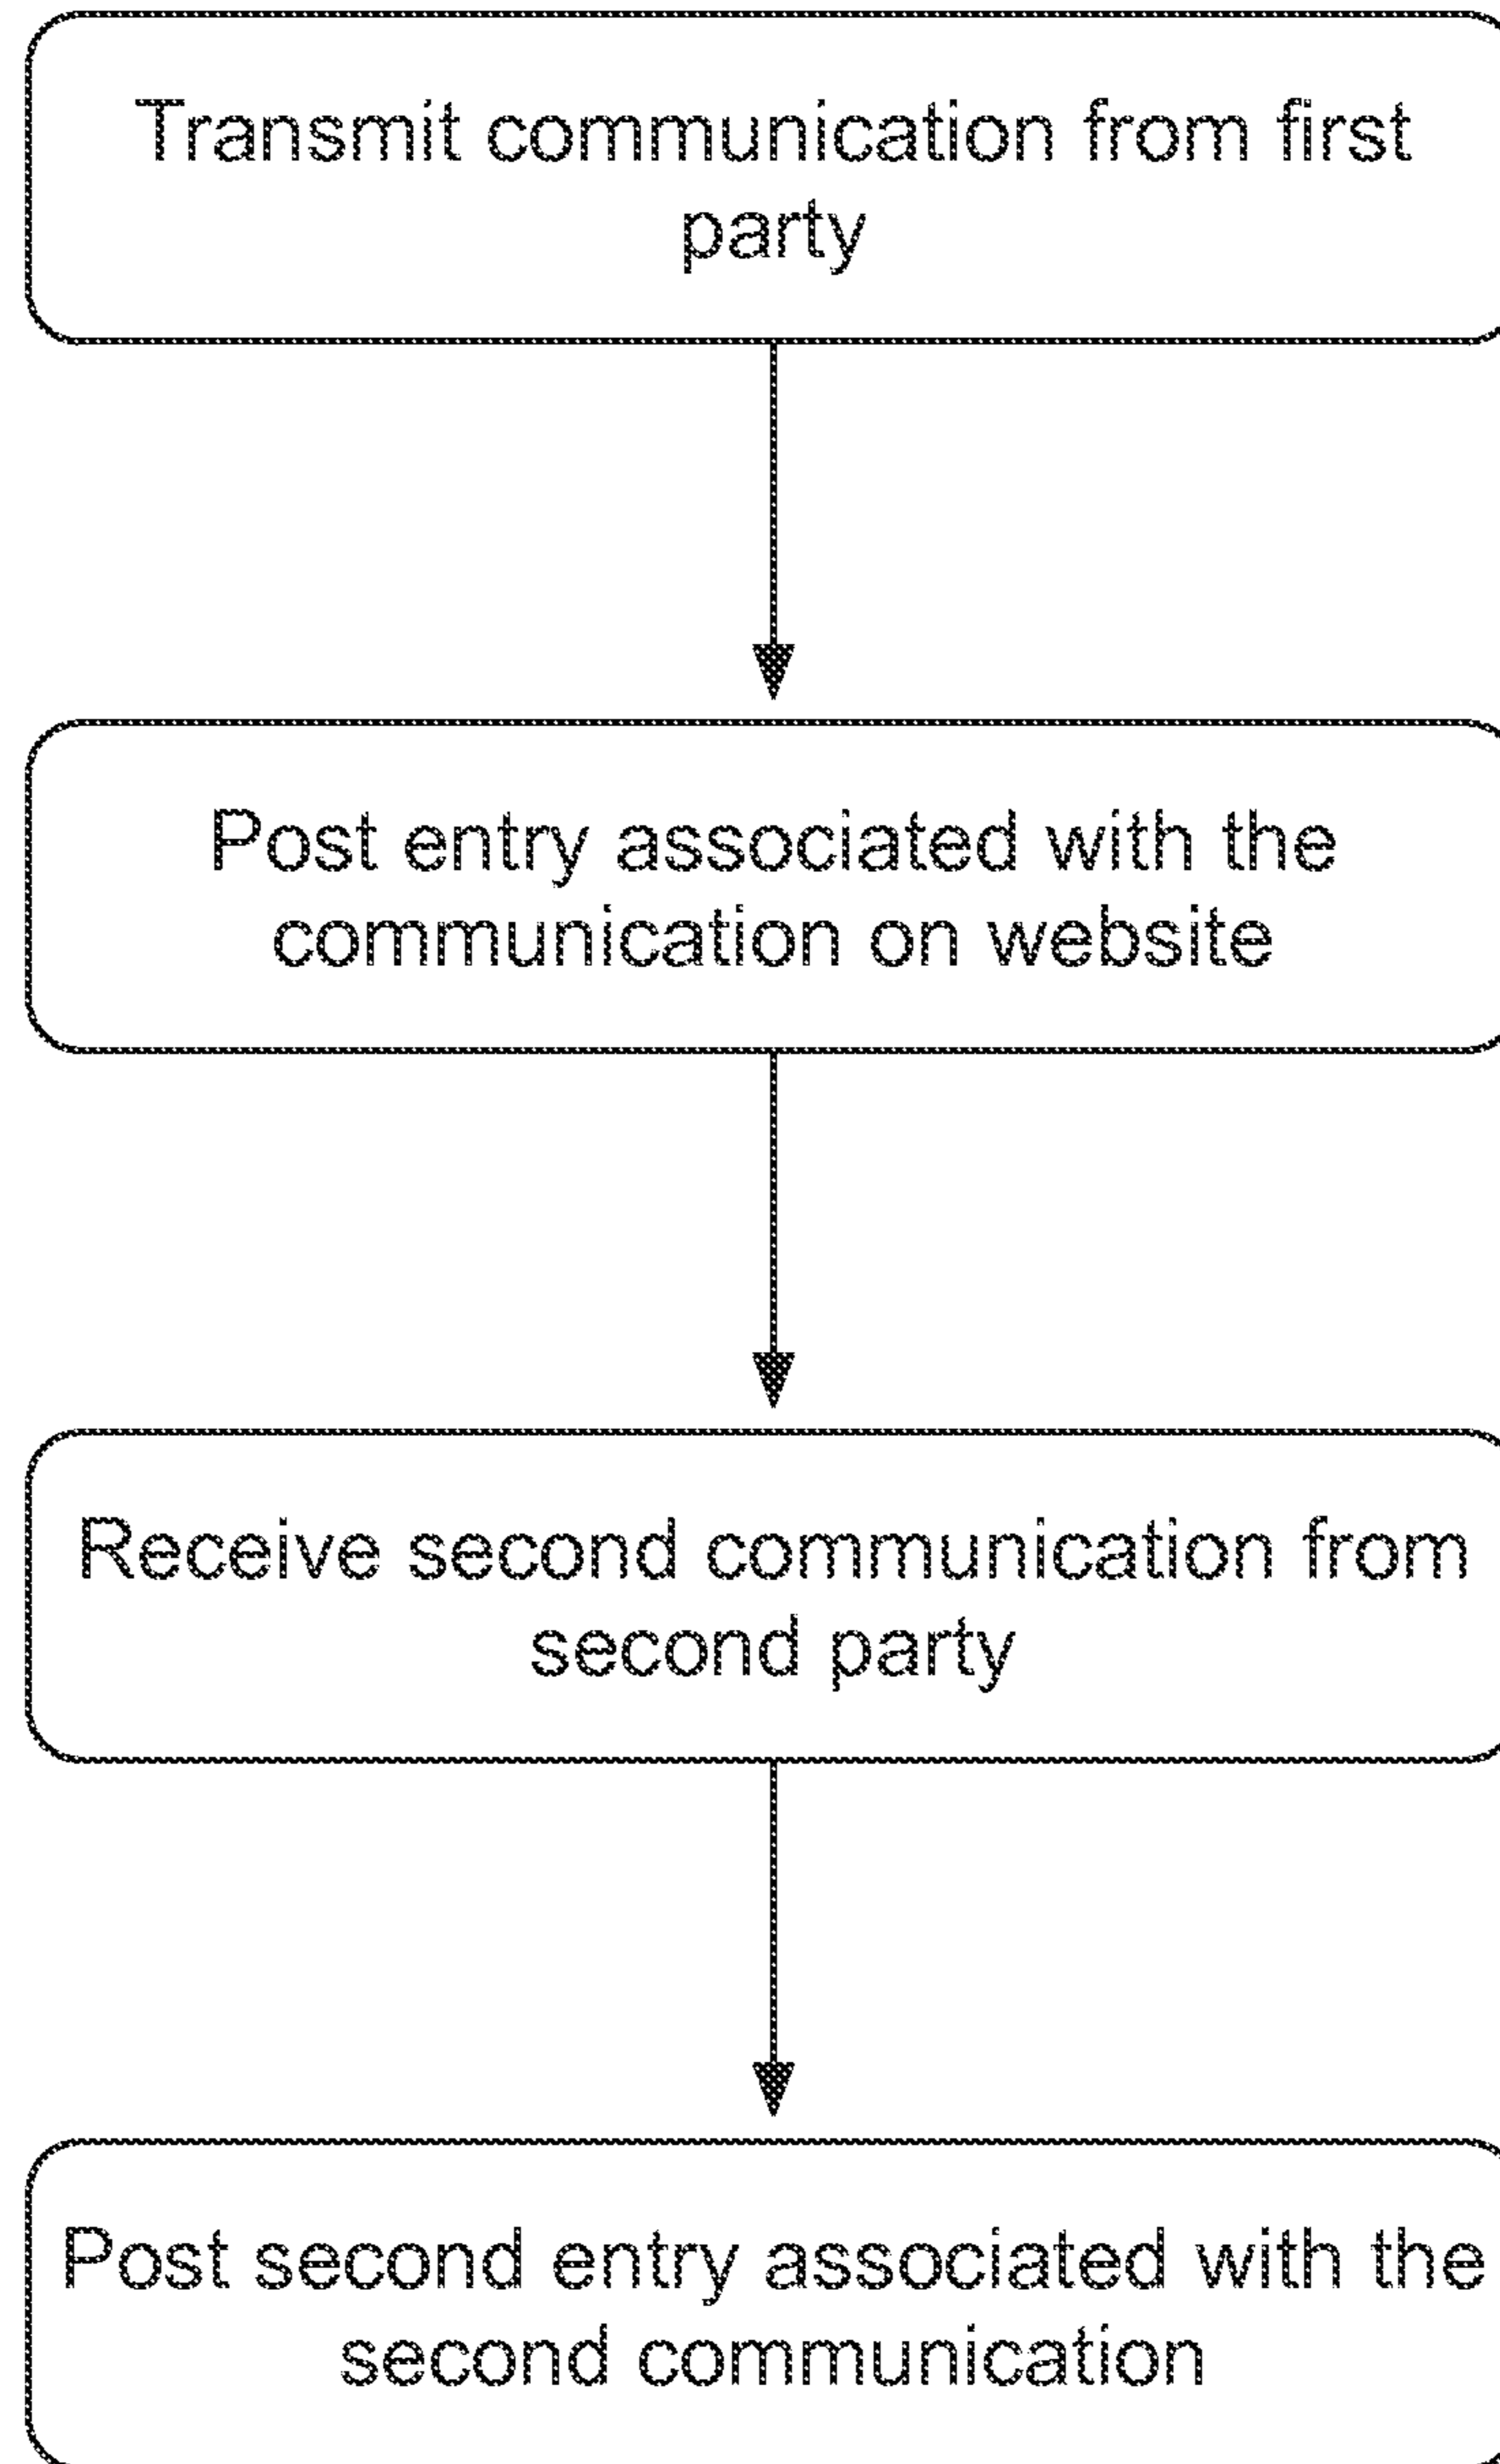 Transmit communication from first
party
Post entry associated with the
communication on website
Receive second communication from
second party
Post second entry associated with the
second communication